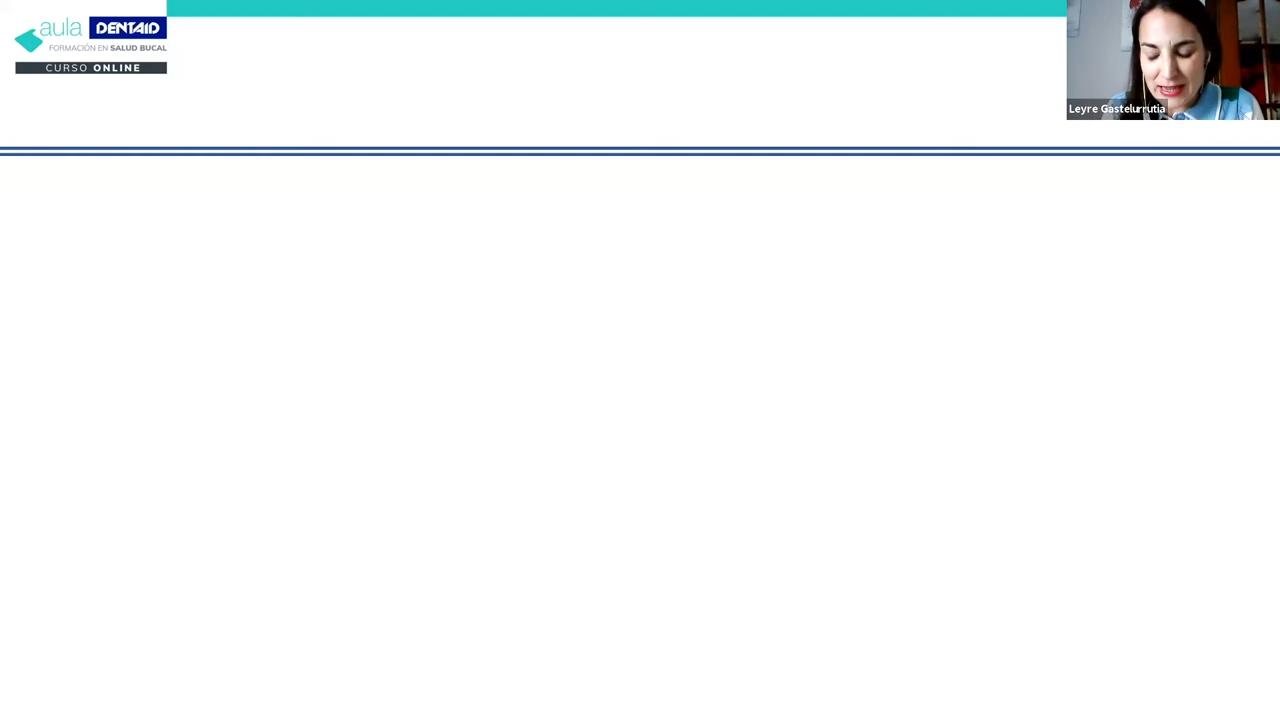 aula DENTAID
FORMACIÓN EN SALUD BUCAL
CURSO ONLINE
Leyre Gastelurrutia